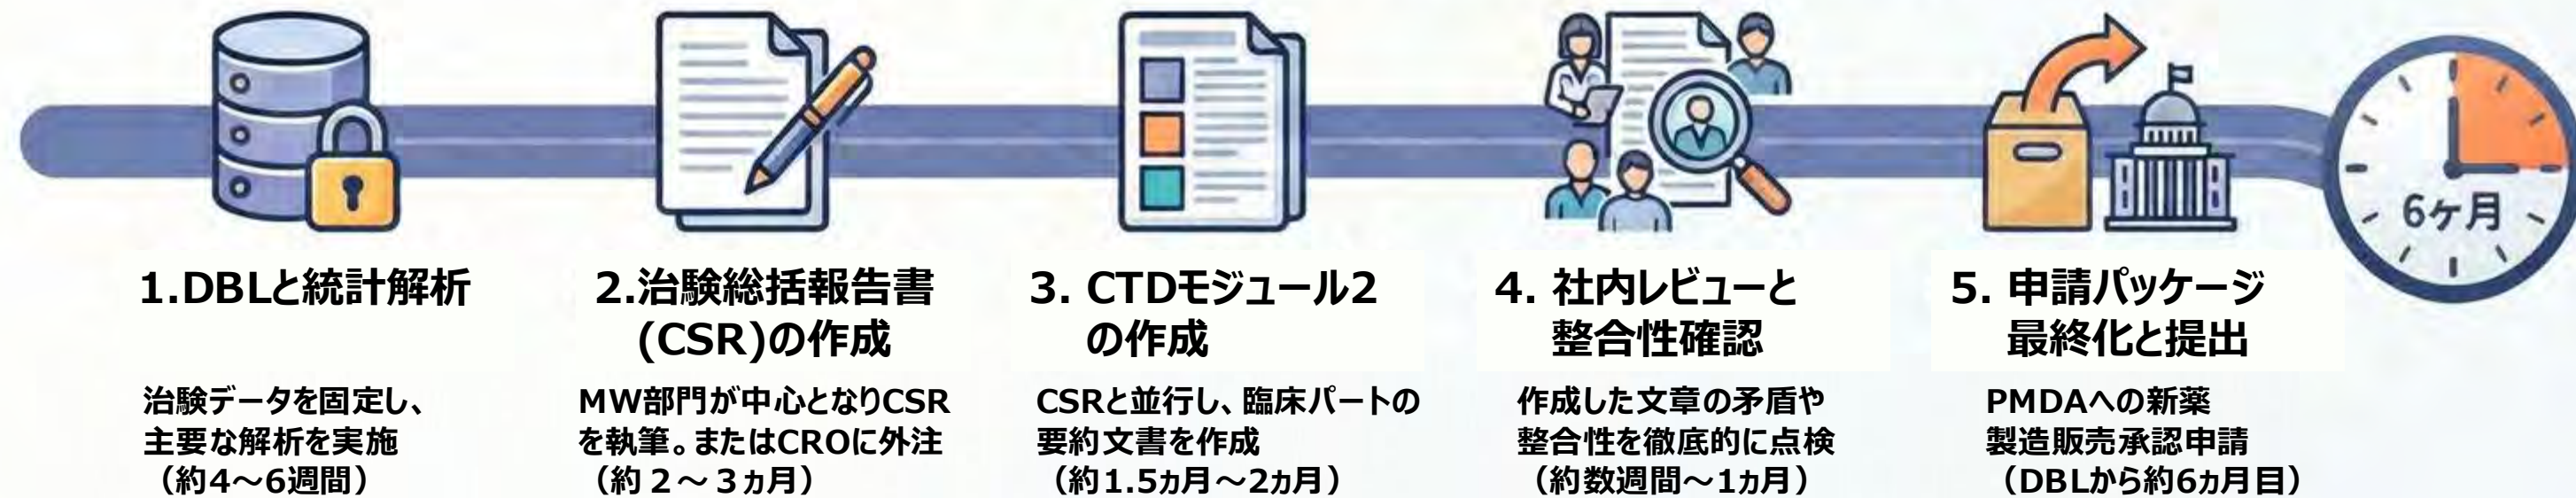 6ヶ月
1.DBLと統計解析
治験データを固定し、
主要な解析を実施
（約4～6週間）
2.治験総括報告書
(CSR)の作成
MW部門が中心となりCSR
を執筆。またはCROに外注
（約２～３ヵ月）
3. CTDモジュール2
の作成
CSRと並行し、臨床パートの
要約文書を作成
（約1.5ヵ月～2ヵ月）
4. 社内レビューと
整合性確認
作成した文章の矛盾や
整合性を徹底的に点検
（約数週間～1ヵ月）
5. 申請パッケージ
最終化と提出
PMDAへの新薬
製造販売承認申請
（DBLから約6ヵ月目）